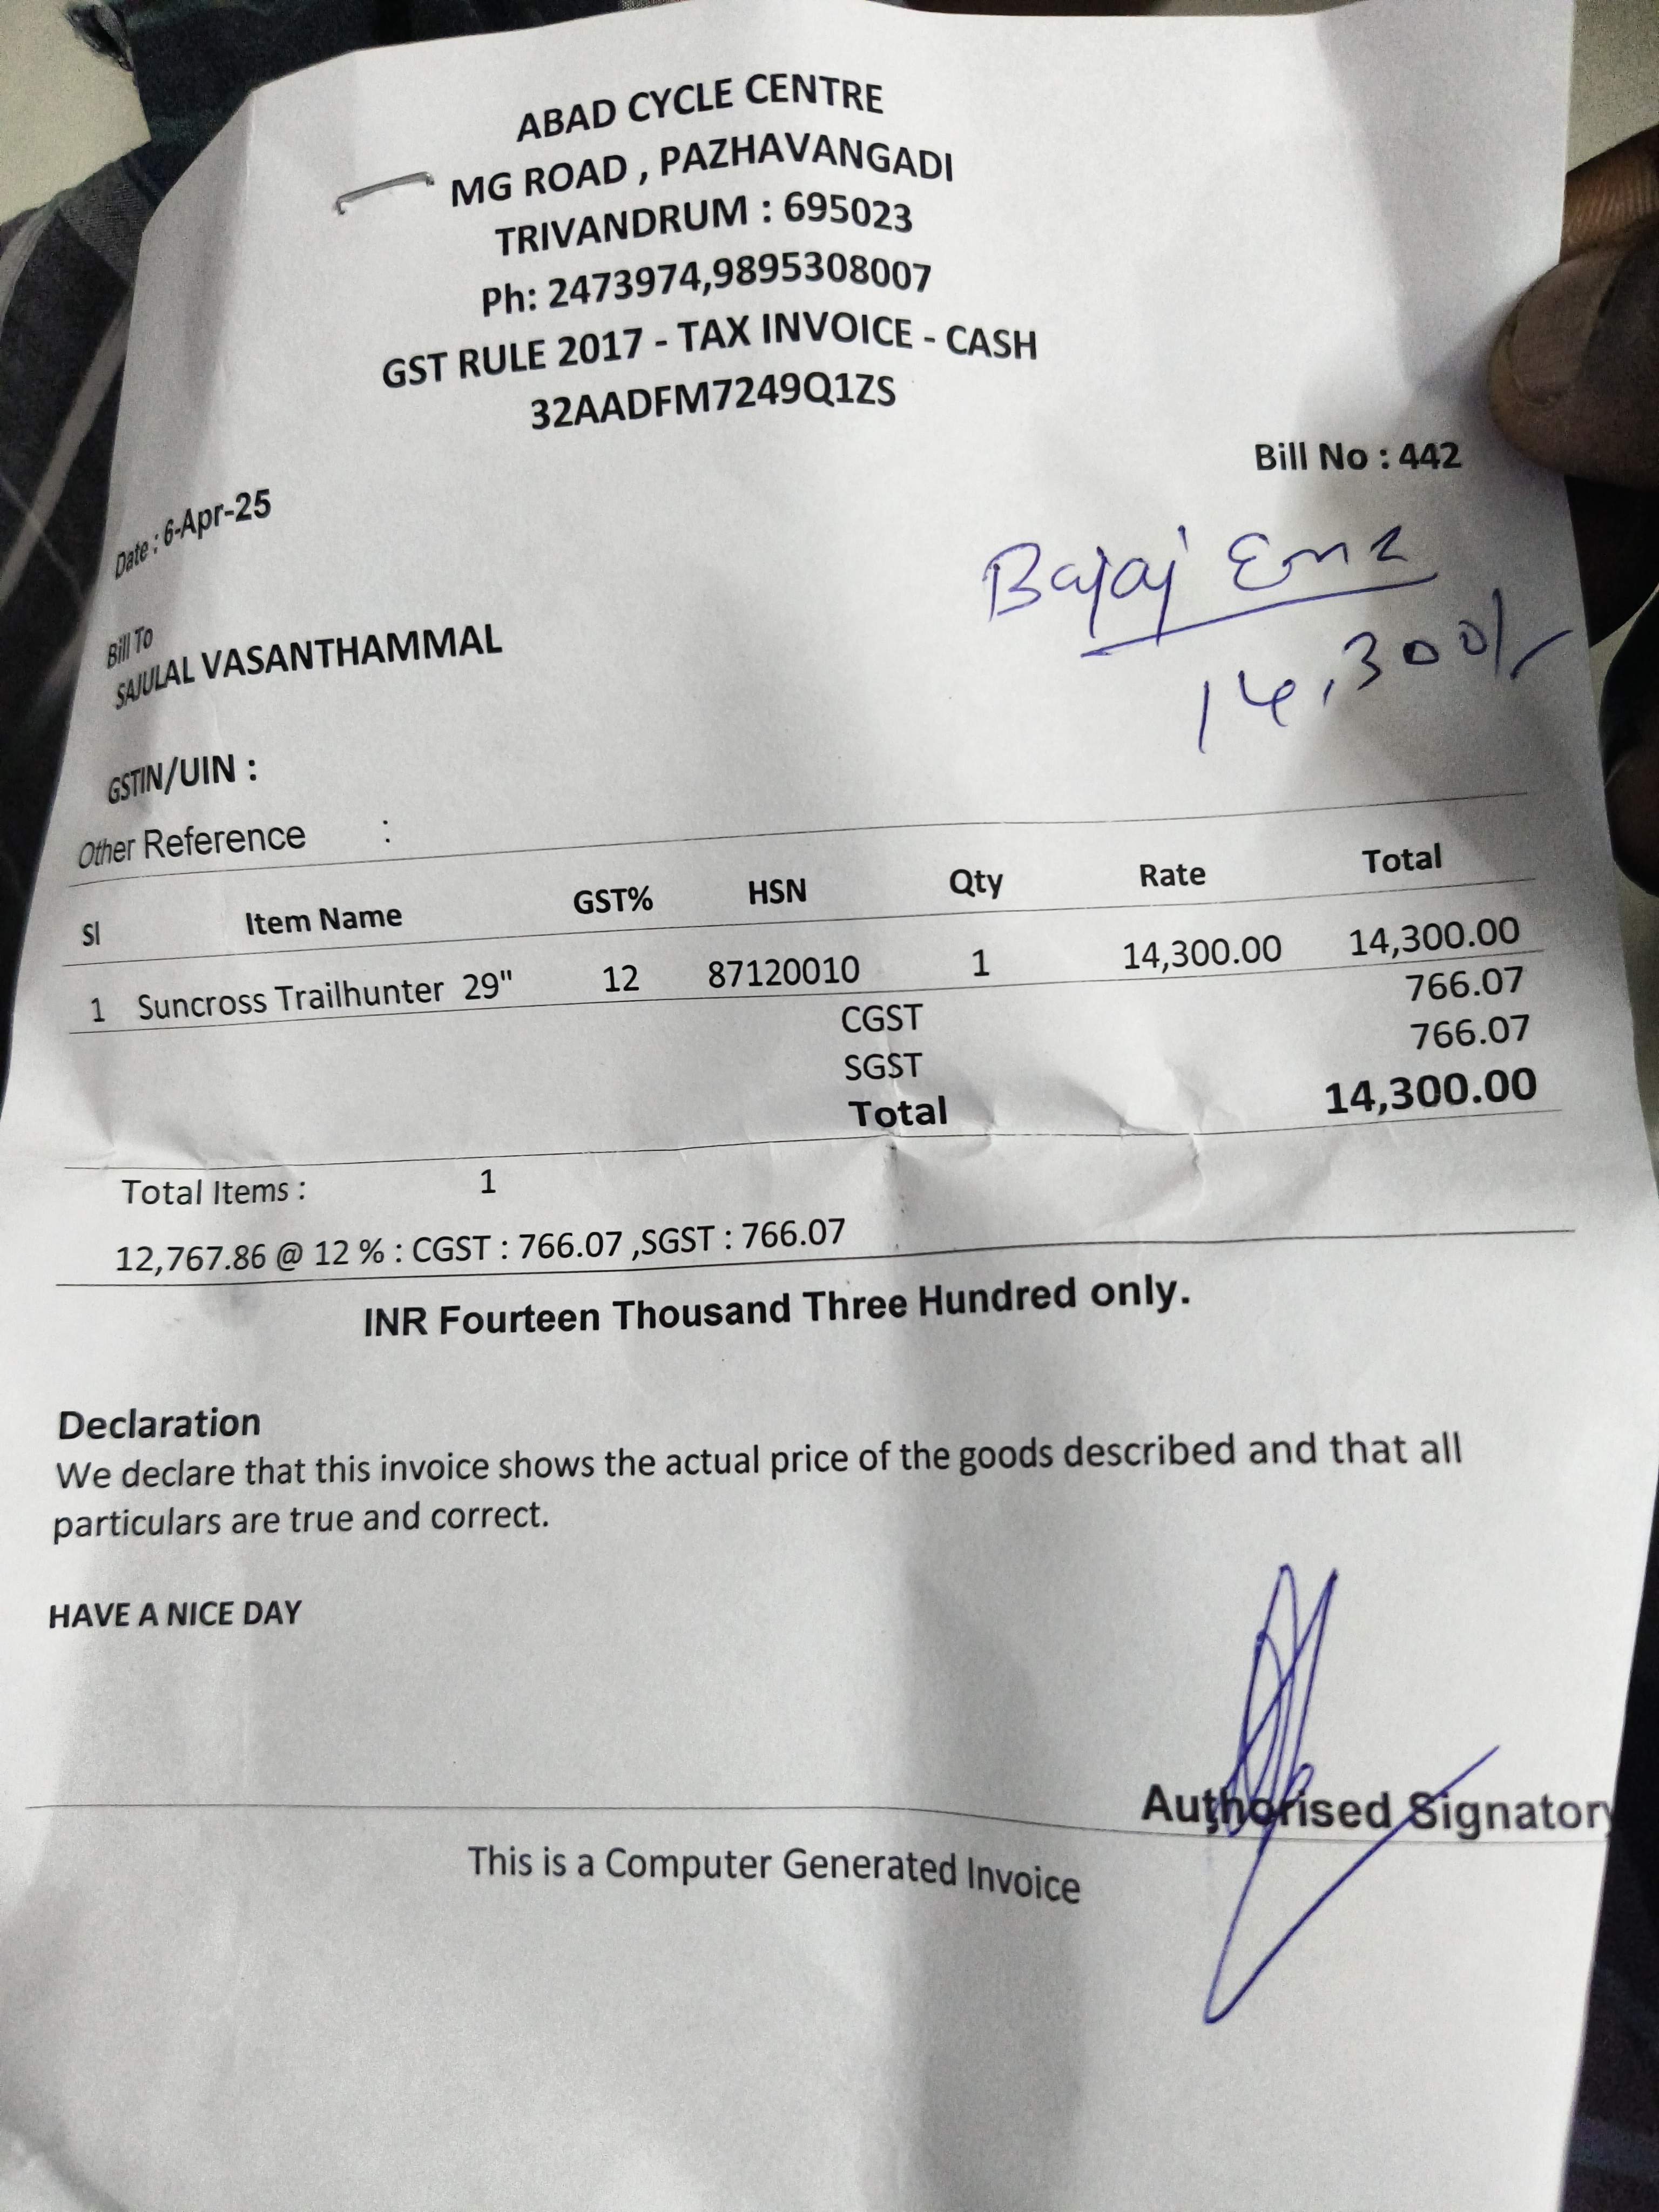 ABAD CYCLE CENTRE
MG ROAD , PAZHAVANGADI
TRIVANDRUM : 695023
Ph: 2473974,9895308007
GST RULE 2017 - TAX INVOICE - CASH
32AADFM7249Q1ZS
Bill No : 442
Date : 6-Apr-25
Bajaj
14,300/-
Bill To
SAJULAL VASANTHAMMAL
GSTIN/UIN :
Other Reference :
Sl Item Name GST% HSN Qty Rate Total
1 Suncross Trailhunter 29" 12 87120010 1 14,300.00 14,300.00
CGST 766.07
SGST 766.07
Total 14,300.00
Total Items : 1
12,767.86 @ 12 % : CGST : 766.07 ,SGST : 766.07
INR Fourteen Thousand Three Hundred only.
Declaration
We declare that this invoice shows the actual price of the goods described and that all
particulars are true and correct.
HAVE A NICE DAY
Authorised Signatory
This is a Computer Generated Invoice